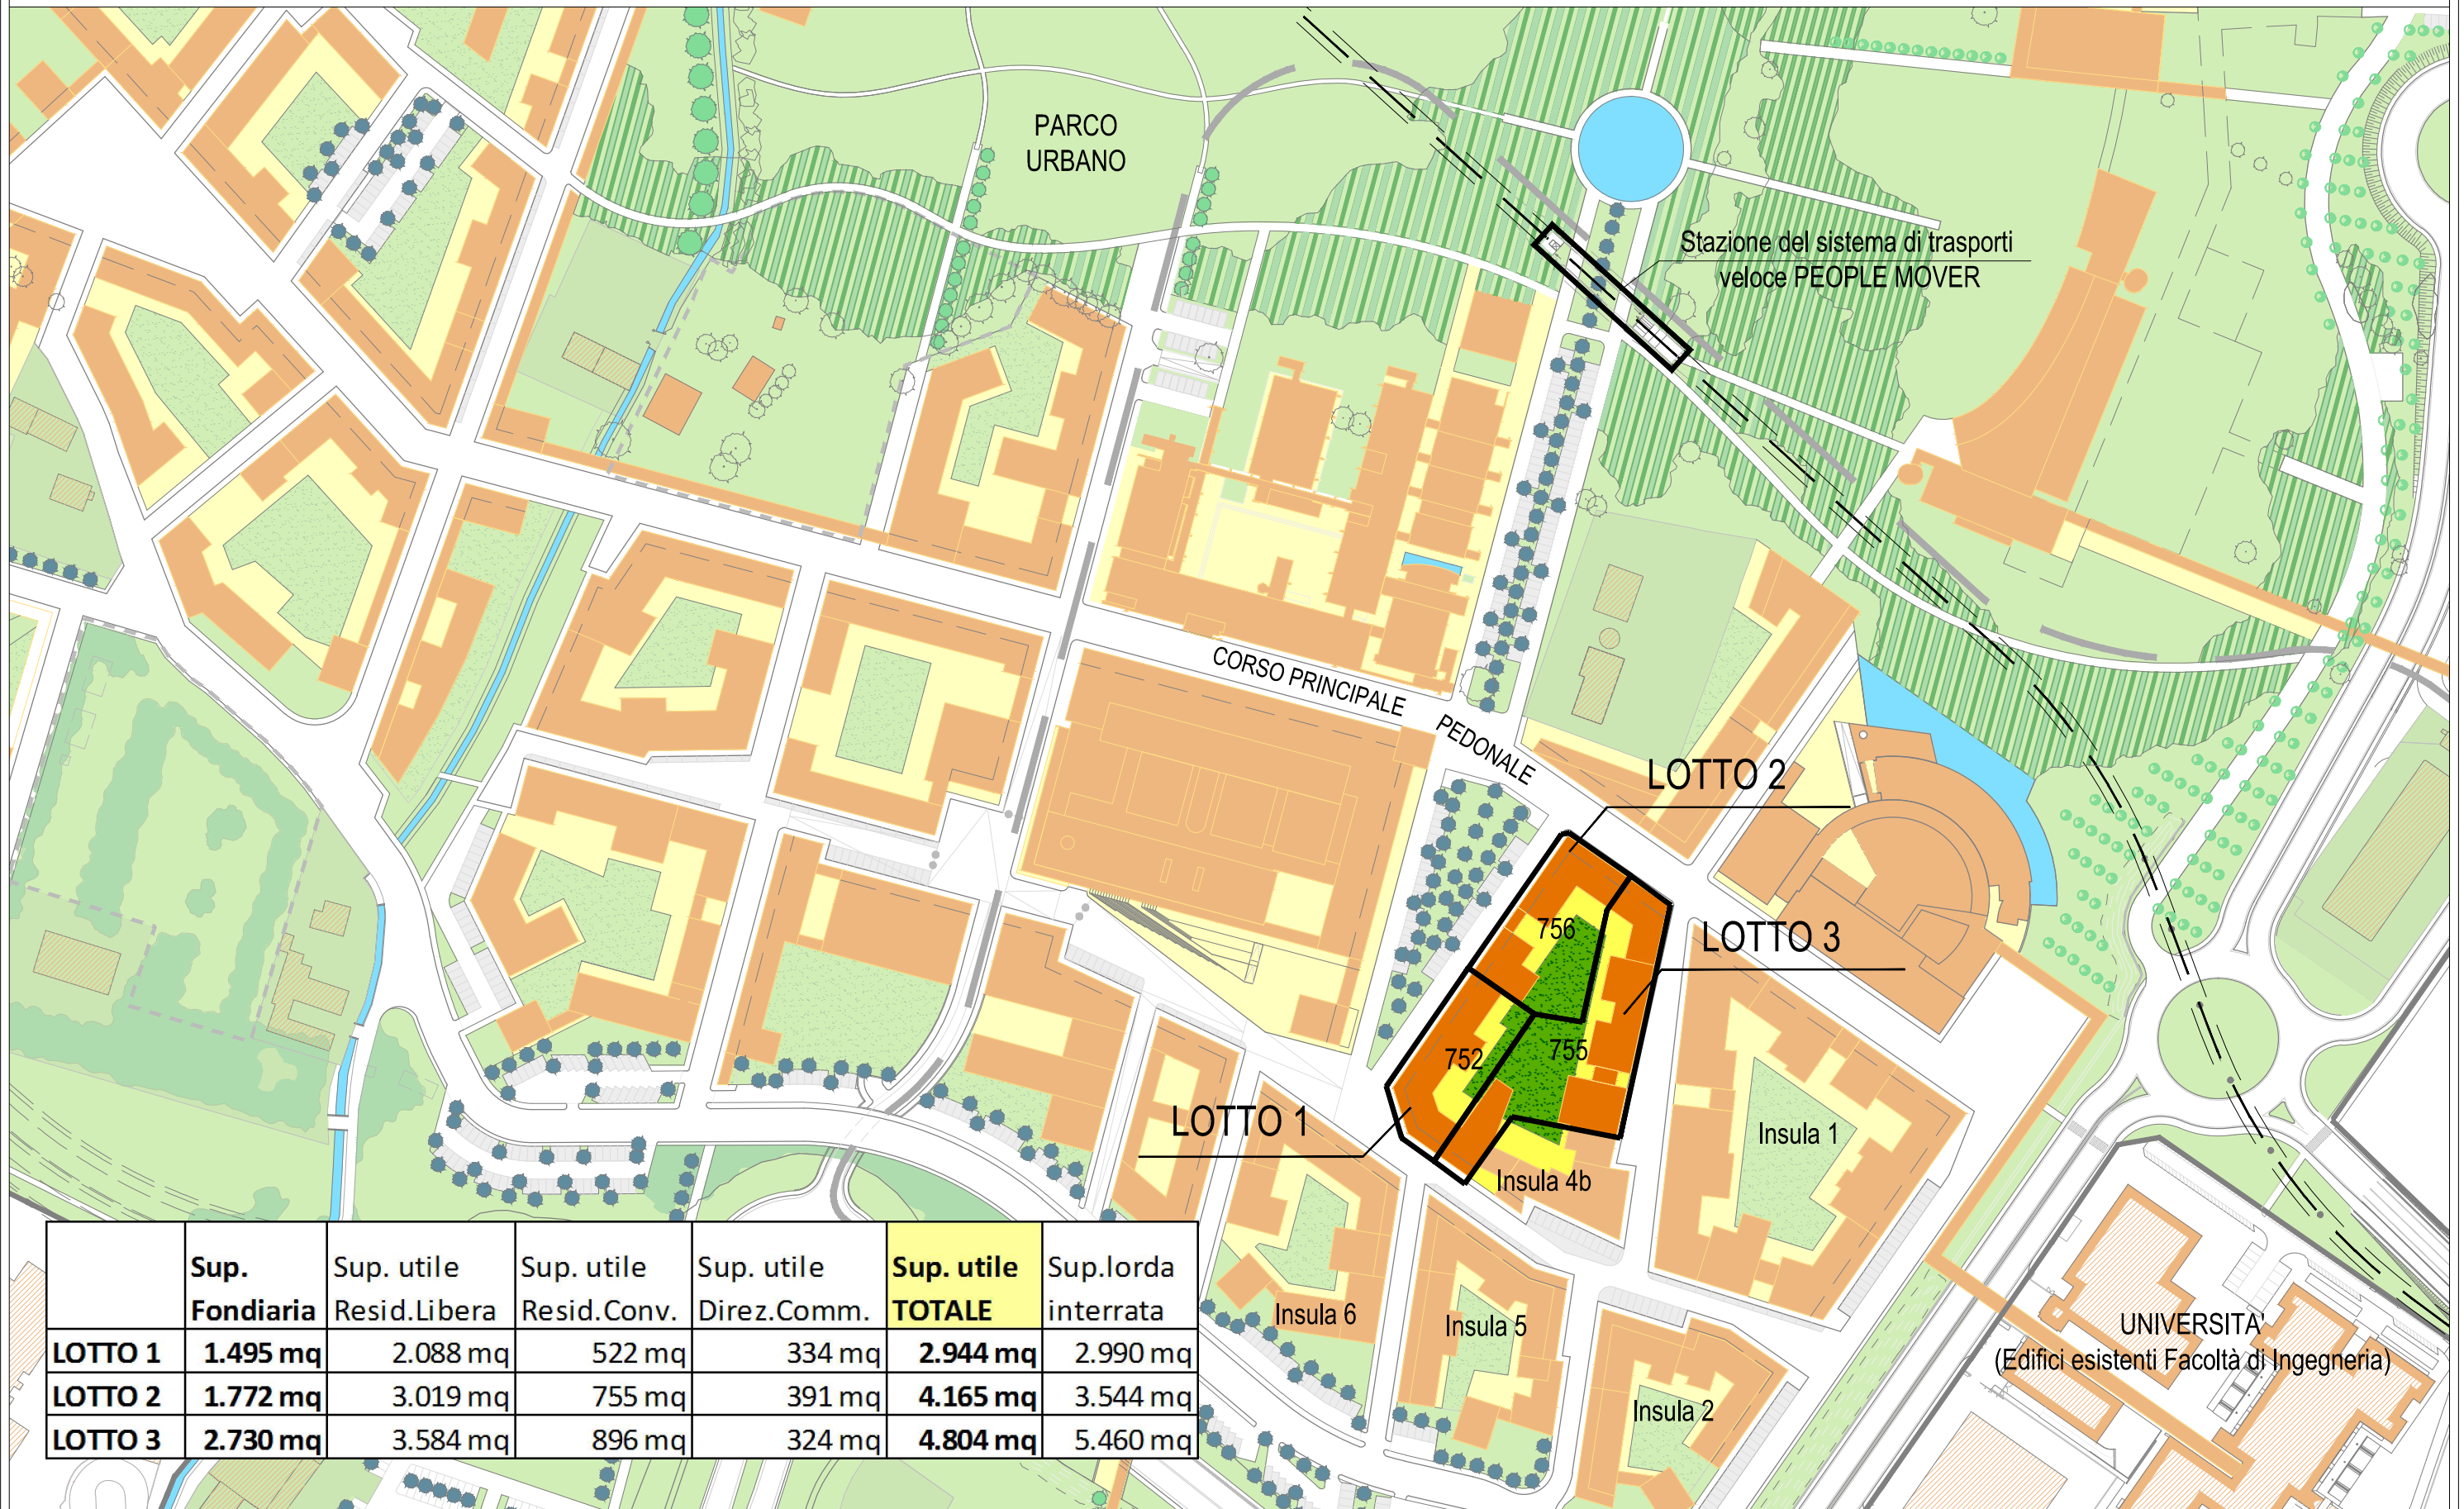 PARCO
URBANO
Stazione del sistema di trasporti
veloce PEOPLE MOVER
CORSO PRINCIPALE
PEDONALE
LOTTO 2
756
LOTTO 3
755
752
LOTTO 1
Insula 1
Insula 4b
Insula 6
Insula 5
Insula 2
UNIVERSITA'
(Edifici esistenti Facoltà di Ingegneria)
Sup. Fondiaria Sup. utile Resid.Libera Sup. utile Resid.Conv. Sup. utile Direz.Comm. Sup. utile TOTALE Sup.lorda interrata
LOTTO 1 1.495 mq 2.088 mq 522 mq 334 mq 2.944 mq 2.990 mq
LOTTO 2 1.772 mq 3.019 mq 755 mq 391 mq 4.165 mq 3.544 mq
LOTTO 3 2.730 mq 3.584 mq 896 mq 324 mq 4.804 mq 5.460 mq